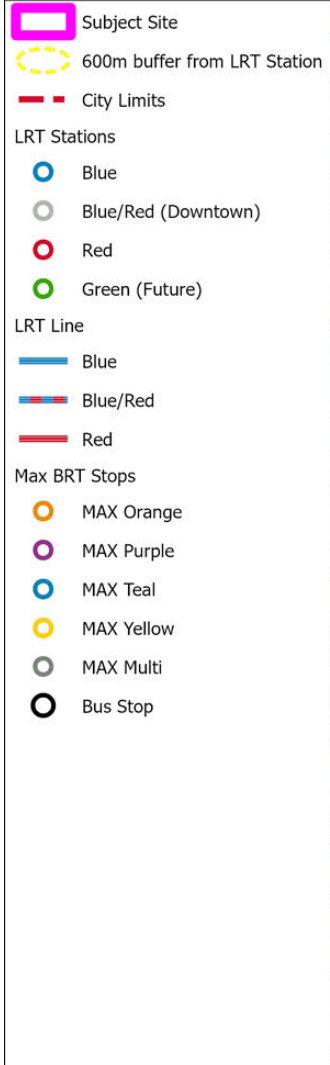 Subject Site
600m buffer from LRT Station
City Limits
LRT Stations
Blue
Blue/Red (Downtown)
Red
Green (Future)
LRT Line
Blue
Blue/Red
Red
Max BRT Stops
MAX Orange
MAX Purple
MAX Teal
MAX Yellow
MAX Multi
Bus Stop